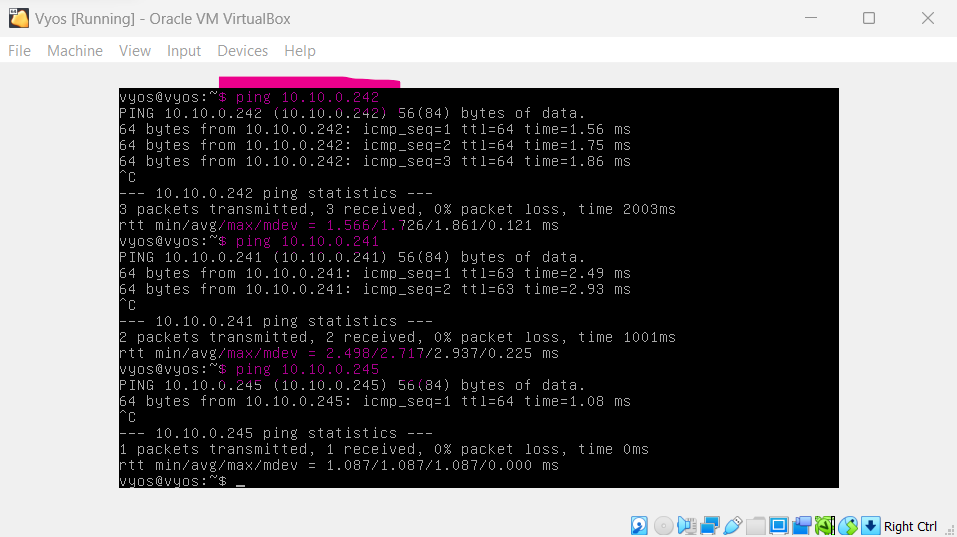 Vyos [Running] - Oracle VM VirtualBox
File Machine View Input Devices Help
vyos@vyos:~$ ping 10.10.0.242
PING 10.10.0.242 (10.10.0.242) 56(84) bytes of data.
64 bytes from 10.10.0.242: icmp_seq=1 ttl=64 time=1.56 ms
64 bytes from 10.10.0.242: icmp_seq=2 ttl=64 time=1.75 ms
64 bytes from 10.10.0.242: icmp_seq=3 ttl=64 time=1.86 ms
^C
--- 10.10.0.242 ping statistics ---
3 packets transmitted, 3 received, 0% packet loss, time 2003ms
rtt min/avg/max/mdev = 1.566/1.726/1.861/0.121 ms
vyos@vyos:~$ ping 10.10.0.241
PING 10.10.0.241 (10.10.0.241) 56(84) bytes of data.
64 bytes from 10.10.0.241: icmp_seq=1 ttl=63 time=2.49 ms
64 bytes from 10.10.0.241: icmp_seq=2 ttl=63 time=2.93 ms
^C
--- 10.10.0.241 ping statistics ---
2 packets transmitted, 2 received, 0% packet loss, time 1001ms
rtt min/avg/max/mdev = 2.498/2.717/2.937/0.225 ms
vyos@vyos:~$ ping 10.10.0.245
PING 10.10.0.245 (10.10.0.245) 56(84) bytes of data.
64 bytes from 10.10.0.245: icmp_seq=1 ttl=64 time=1.08 ms
^C
--- 10.10.0.245 ping statistics ---
1 packets transmitted, 1 received, 0% packet loss, time 0ms
rtt min/avg/max/mdev = 1.087/1.087/1.087/0.000 ms
vyos@vyos:~$ _
Right Ctrl